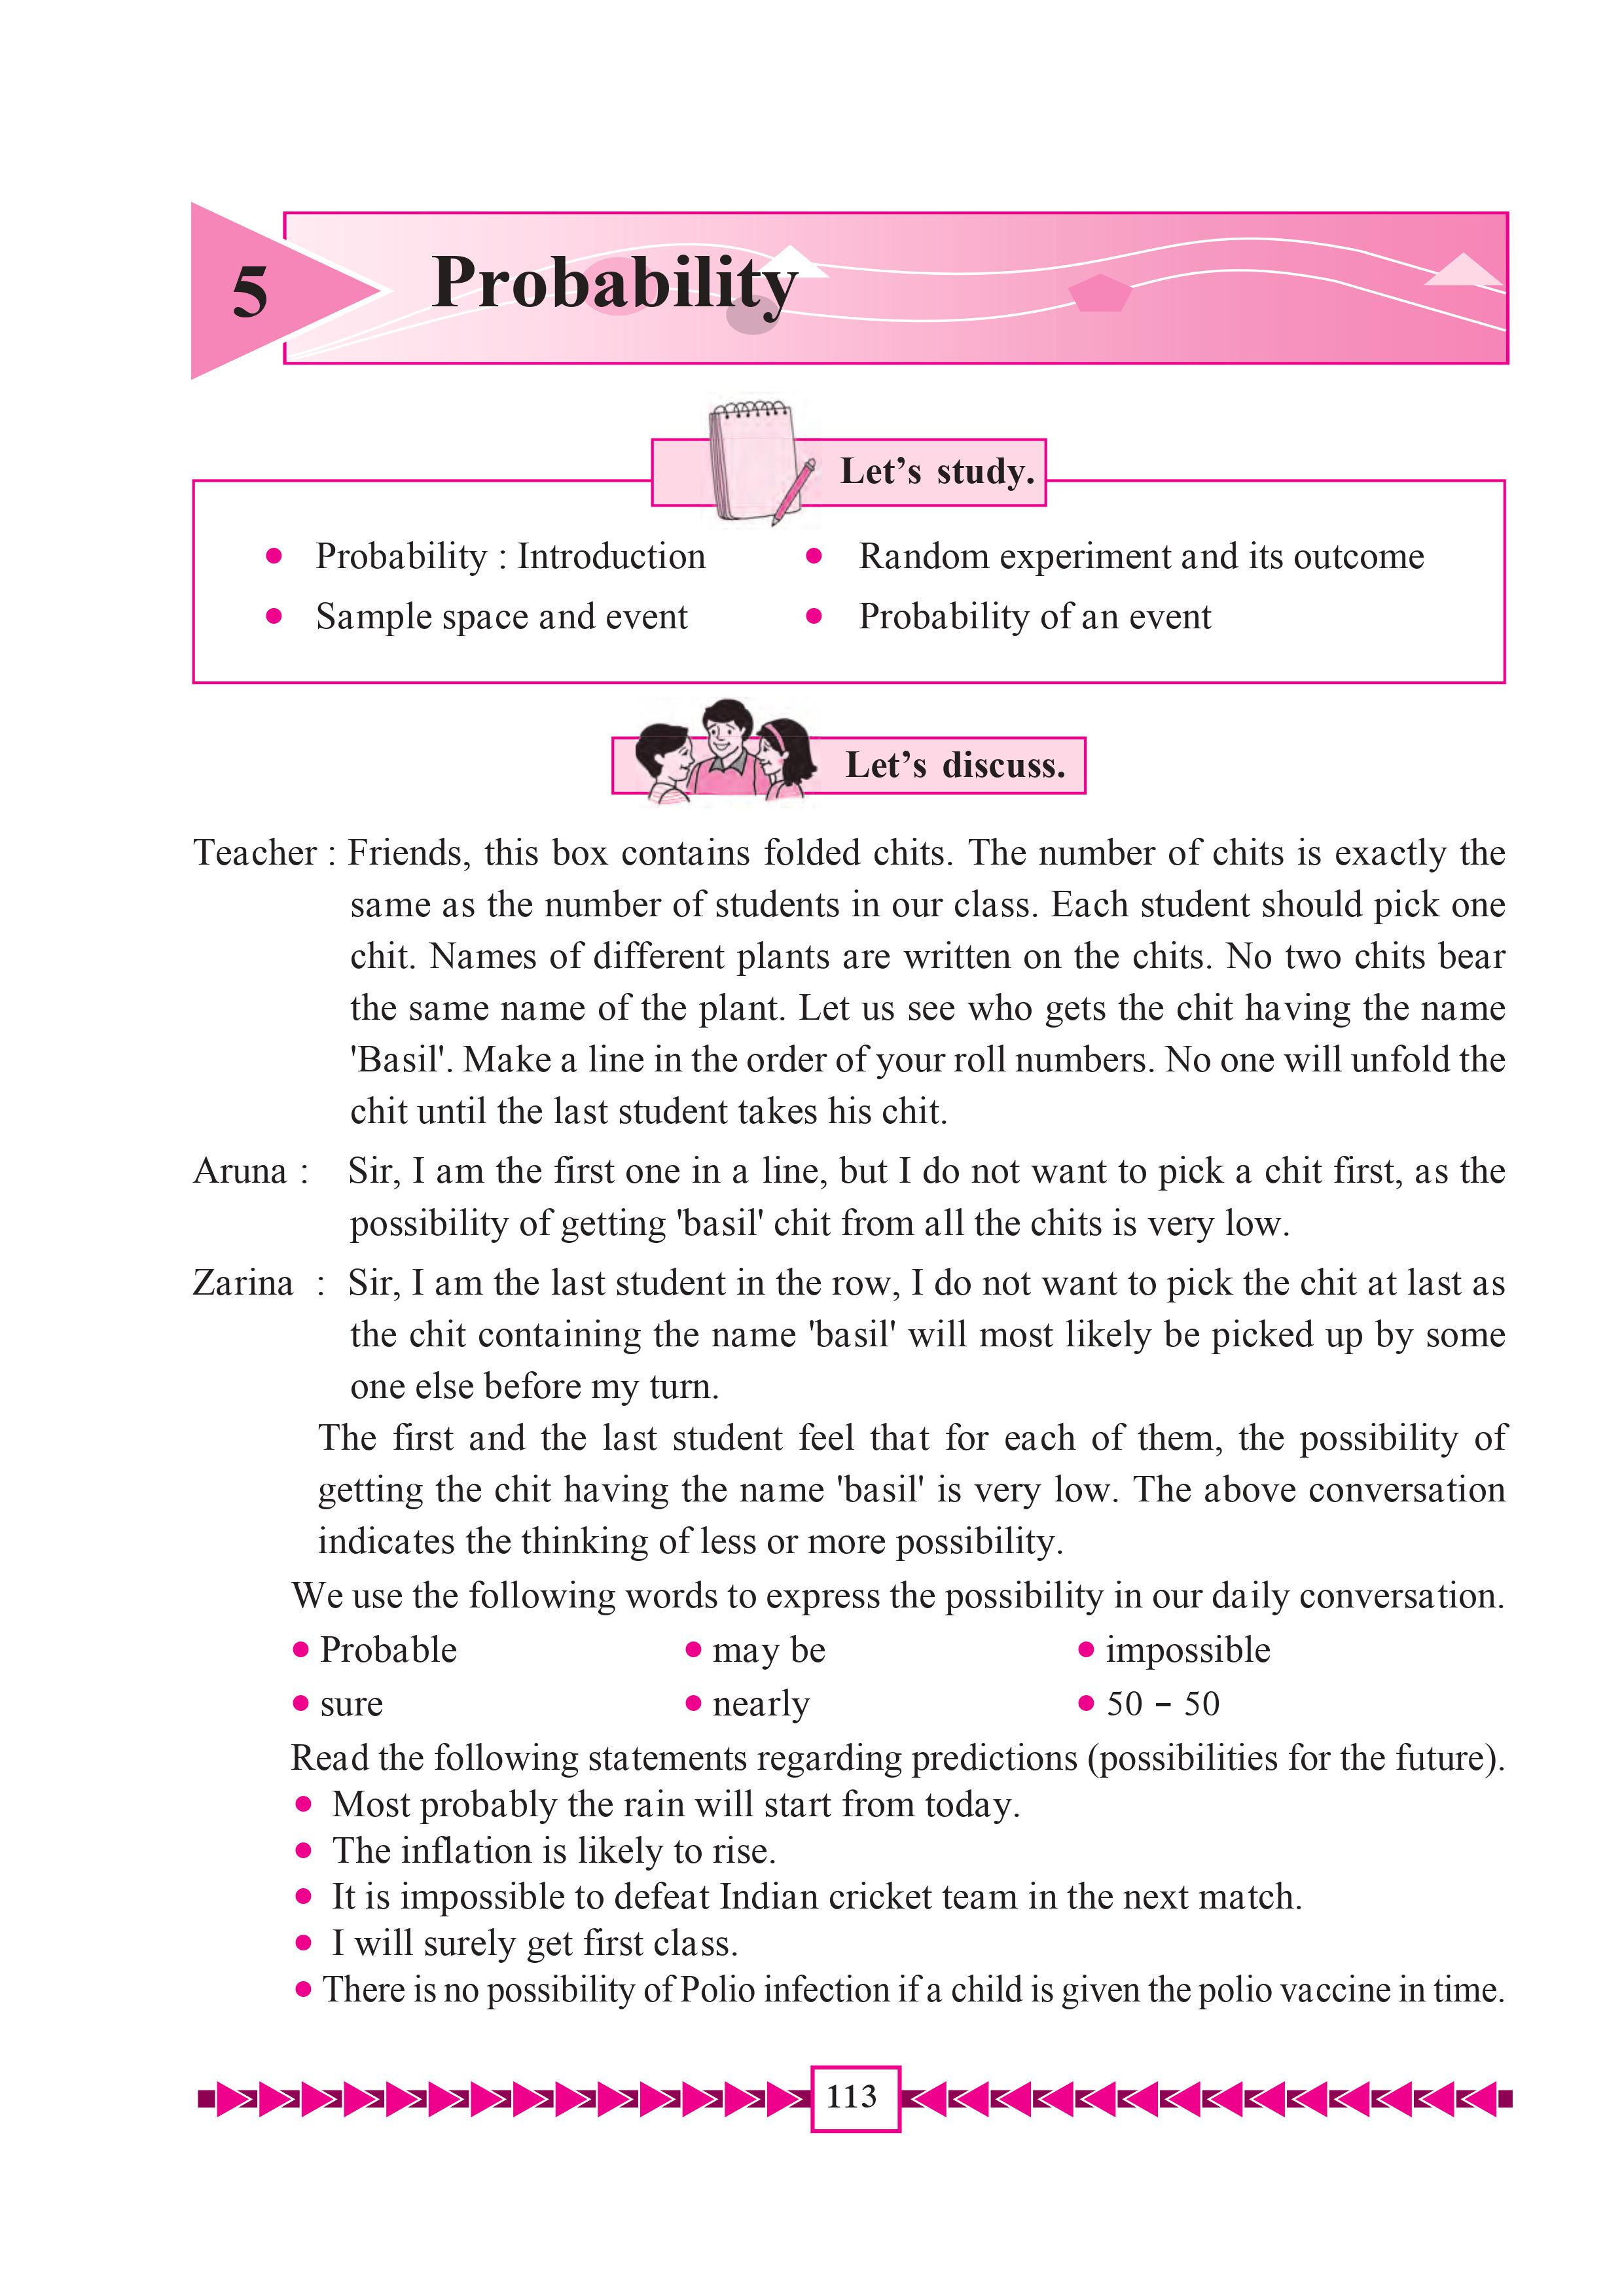 5
Probability
Let’s study.
• Probability : Introduction • Random experiment and its outcome
• Sample space and event • Probability of an event
Let’s discuss.
Teacher : Friends, this box contains folded chits. The number of chits is exactly the
same as the number of students in our class. Each student should pick one
chit. Names of different plants are written on the chits. No two chits bear
the same name of the plant. Let us see who gets the chit having the name
'Basil'. Make a line in the order of your roll numbers. No one will unfold the
chit until the last student takes his chit.
Aruna : Sir, I am the first one in a line, but I do not want to pick a chit first, as the
possibility of getting 'basil' chit from all the chits is very low.
Zarina : Sir, I am the last student in the row, I do not want to pick the chit at last as
the chit containing the name 'basil' will most likely be picked up by some
one else before my turn.
The first and the last student feel that for each of them, the possibility of
getting the chit having the name 'basil' is very low. The above conversation
indicates the thinking of less or more possibility.
We use the following words to express the possibility in our daily conversation.
• Probable • may be • impossible
• sure • nearly • 50 – 50
Read the following statements regarding predictions (possibilities for the future).
• Most probably the rain will start from today.
• The inflation is likely to rise.
• It is impossible to defeat Indian cricket team in the next match.
• I will surely get first class.
• There is no possibility of Polio infection if a child is given the polio vaccine in time.
113